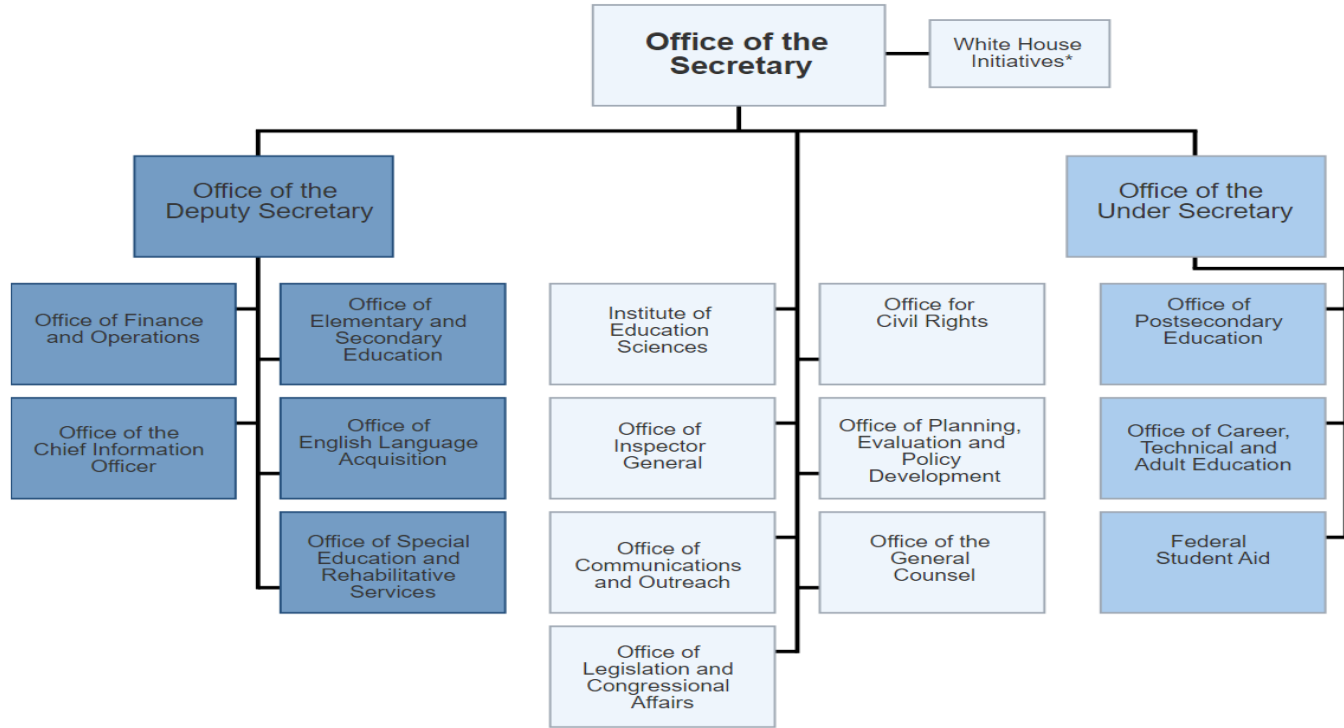 Office of the
Secretary
White House
Initiatives*
Office of the
Deputy Secretary
Office of the
Under Secretary
Office of Finance
and Operations
Office of
Elementary and
Secondary
Education
Institute of
Education
Sciences
Office for
Civil Rights
Office of
Postsecondary
Education
Office of the
Chief Information
Officer
Office of
English Language
Acquisition
Office of
Inspector
General
Office of Planning,
Evaluation and
Policy
Development
Office of Career,
Technical and
Adult Education
Office of Special
Education and
Rehabilitative
Services
Office of
Communications
and Outreach
Office of the
General
Counsel
Federal
Student Aid
Office of
Legislation and
Congressional
Affairs